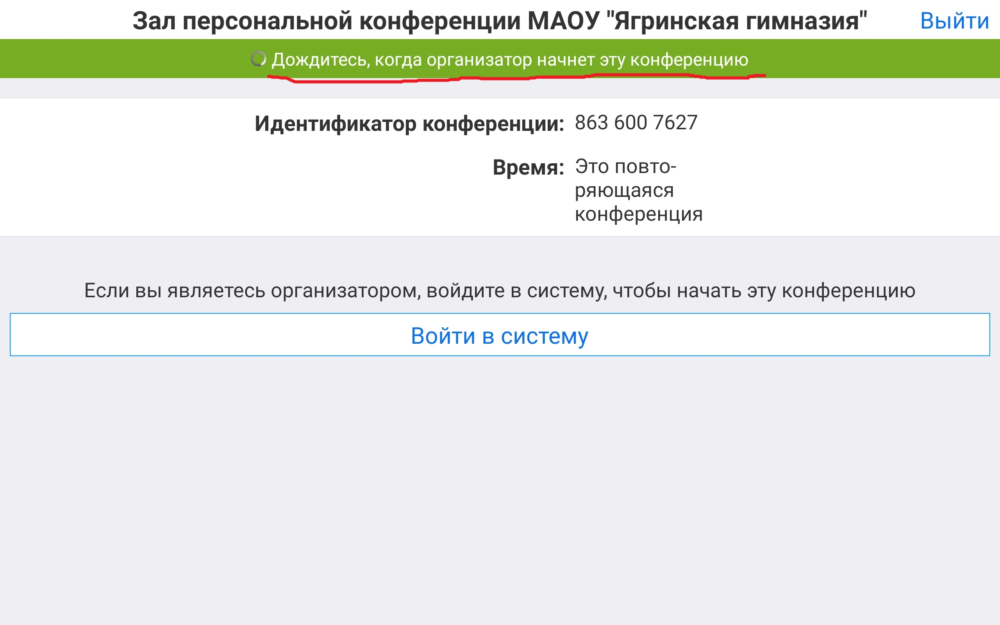 Зал персональной конференции МАОУ "Ягринская гимназия" Выйти
Дождитесь, когда организатор начнет эту конференцию
Идентификатор конференции: 863 600 7627
Время: Это повто-
ряющаяся
конференция
Если вы являетесь организатором, войдите в систему, чтобы начать эту конференцию
Войти в систему